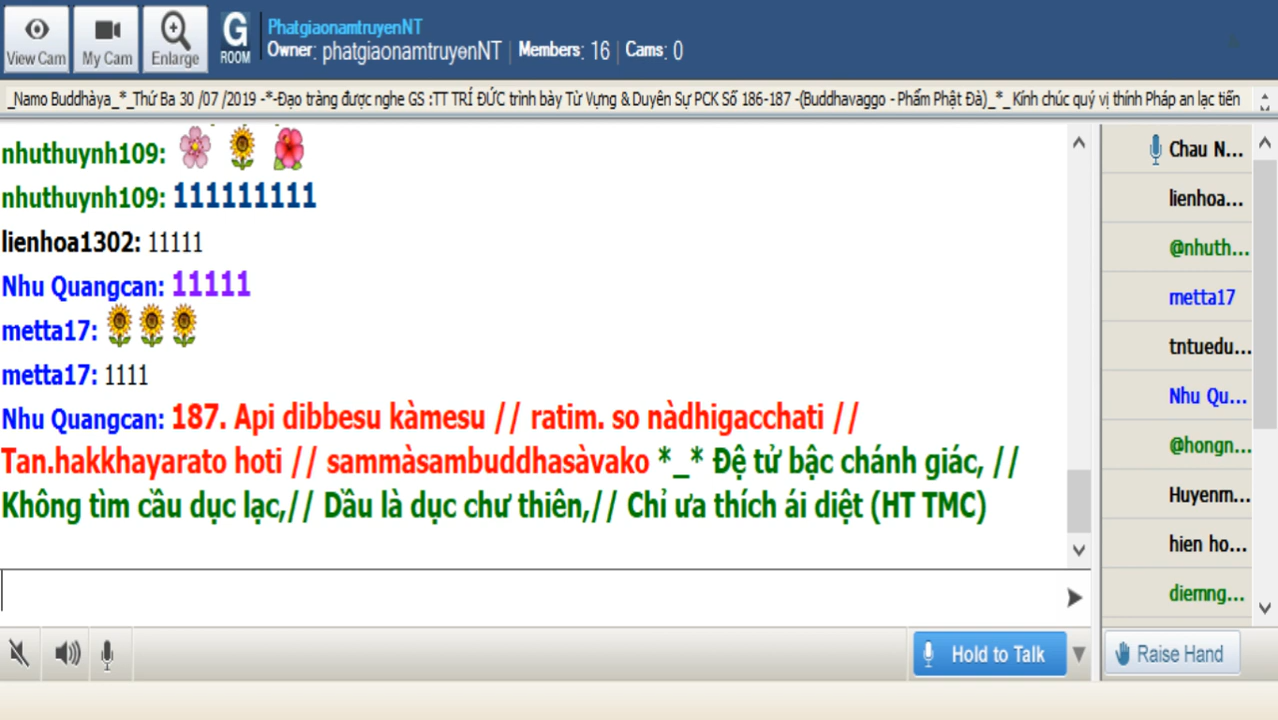 View Cam
My Cam
Enlarge
G
ROOM
PhatgiaonamtruyenNT
Owner: phatgiaonamtruyenNT | Members: 16 | Cams: 0
_Namo Buddhàya_*_Thứ Ba 30 /07 /2019 -*-Đạo tràng được nghe GS :TT TRÍ ĐỨC trình bày Từ Vựng & Duyên Sự PCK Số 186-187 -(Buddhavaggo - Phẩm Phật Đà)_*_ Kính chúc quý vị thính Pháp an lạc tiến
nhuthuynh109:
nhuthuynh109: 111111111
lienhoa1302: 11111
Nhu Quangcan: 11111
metta17:
metta17: 1111
Nhu Quangcan: 187. Api dibbesu kàmesu // ratim. so nàdhigacchati //
Tan.hakkhayarato hoti // sammàsambuddhasàvako *_* Đệ tử bậc chánh giác, //
Không tìm cầu dục lạc,// Dầu là dục chư thiên,// Chỉ ưa thích ái diệt (HT TMC)
Chau N...
lienhoa...
@nhuth...
metta17
tntuedu...
Nhu Qu...
@hongn...
Huyenm...
hien ho...
diemng...
Hold to Talk
Raise Hand